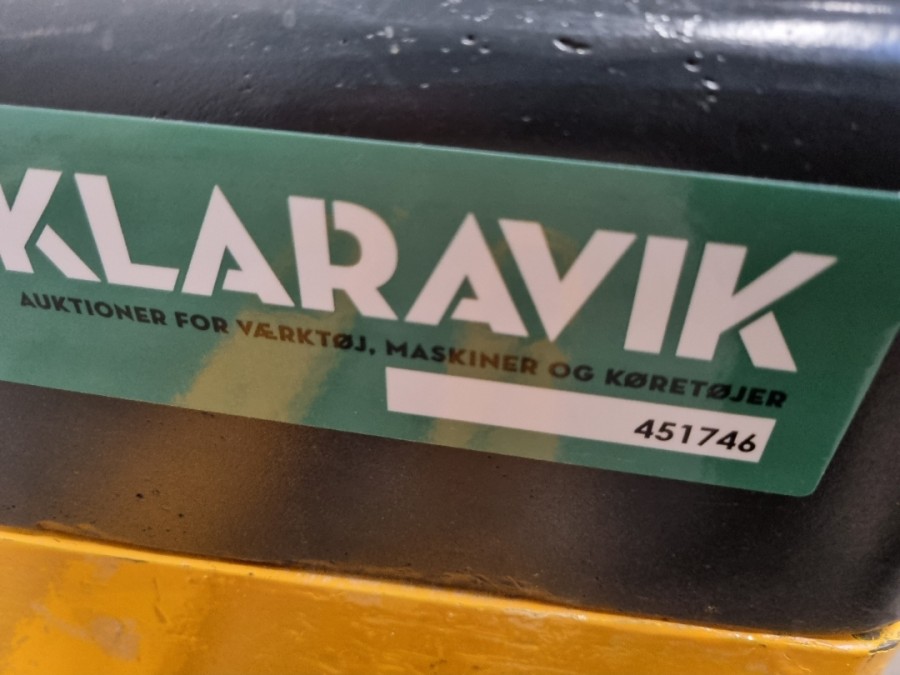 KLARAVIK
AUKTIONER FOR VÆRKTØJ, MASKINER OG KØRETØJER
451746